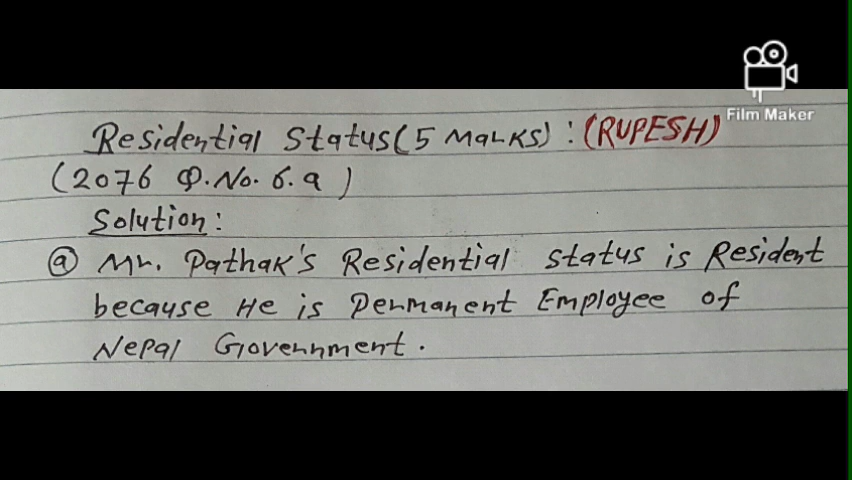 Film Maker
Residential Status (5 Marks) : (RUPESH)
(2076 Q.No. 6.a)
Solution :
ⓐ Mr. Pathak's Residential status is Resident
because He is Permanent Employee of
Nepal Government.